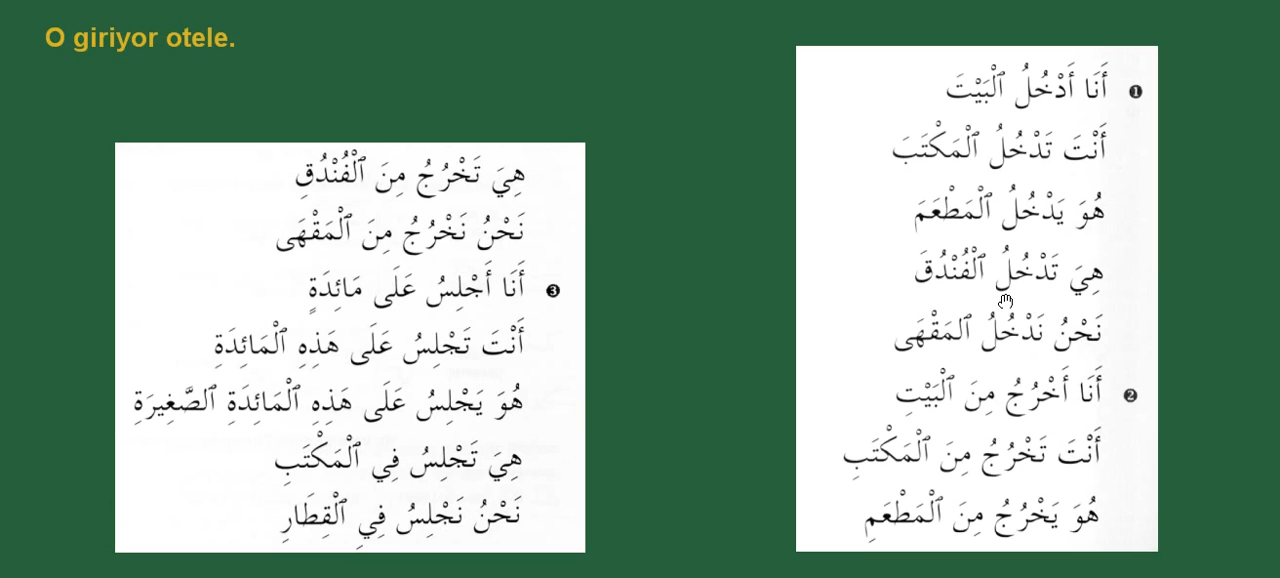 O giriyor otele.
❶ أَنَا أَدْخُلُ ٱلْبَيْتَ
أَنْتَ تَدْخُلُ ٱلْمَكْتَبَ
هُوَ يَدْخُلُ ٱلْمَطْعَمَ
هِيَ تَدْخُلُ ٱلْفُنْدُقَ
نَحْنُ نَدْخُلُ ٱلمَقْهَى
❷ أَنَا أَخْرُجُ مِنَ ٱلْبَيْتِ
أَنْتَ تَخْرُجُ مِنَ ٱلْمَكْتَبِ
هُوَ يَخْرُجُ مِنَ ٱلْمَطْعَمِ
هِيَ تَخْرُجُ مِنَ ٱلْفُنْدُقِ
نَحْنُ نَخْرُجُ مِنَ ٱلْمَقْهَى
❸ أَنَا أَجْلِسُ عَلَى مَائِدَةٍ
أَنْتَ تَجْلِسُ عَلَى هَذِهِ ٱلْمَائِدَةِ
هُوَ يَجْلِسُ عَلَى هَذِهِ ٱلْمَائِدَةِ ٱلصَّغِيرَةِ
هِيَ تَجْلِسُ فِي ٱلْمَكْتَبِ
نَحْنُ نَجْلِسُ فِي ٱلْقِطَارِ